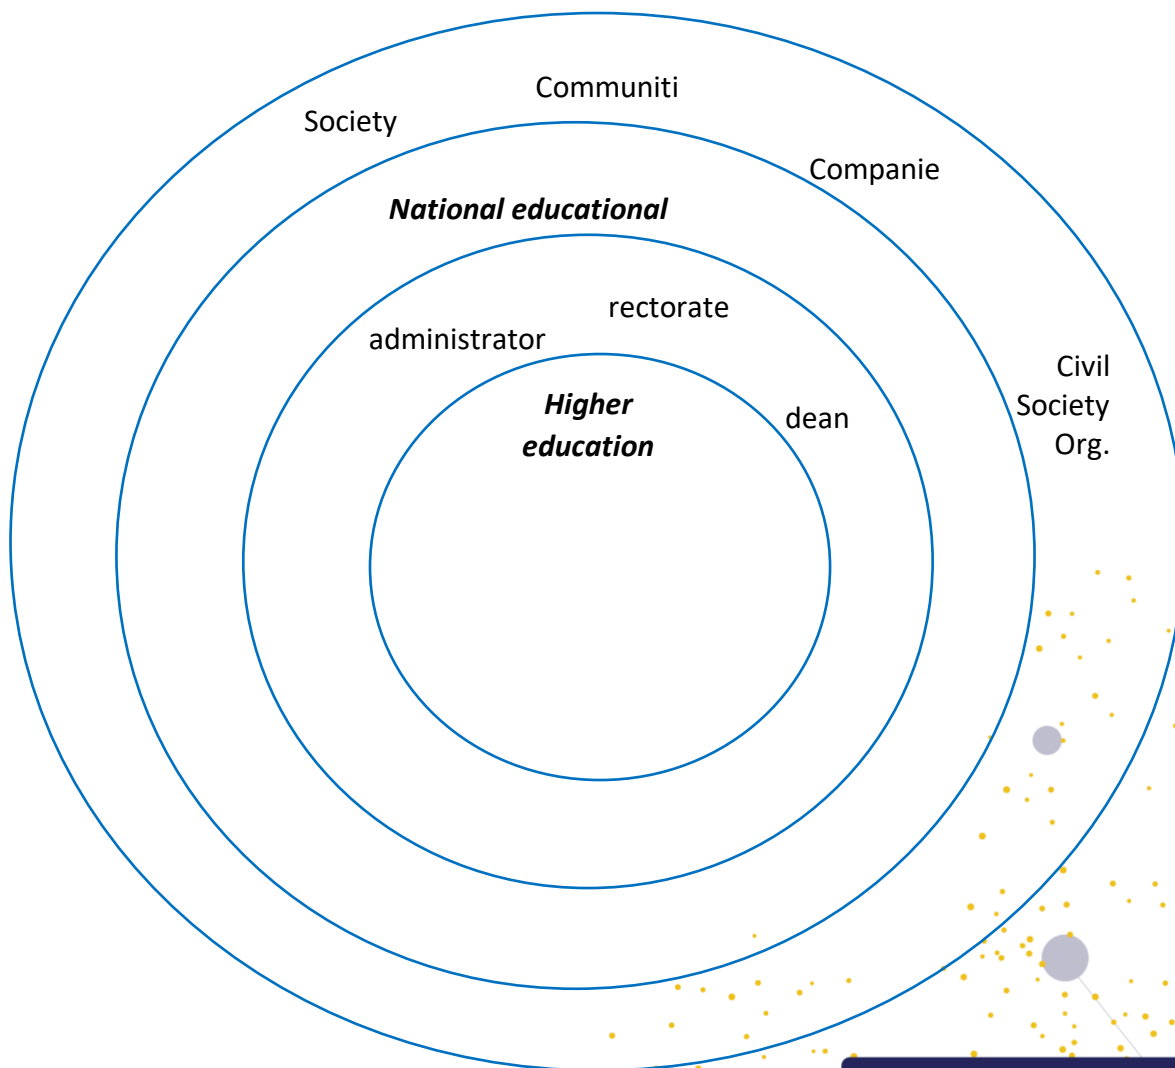 Communiti
Society
Companie
National educational
rectorate
administrator
Civil
Society
Org.
Higher
education
dean